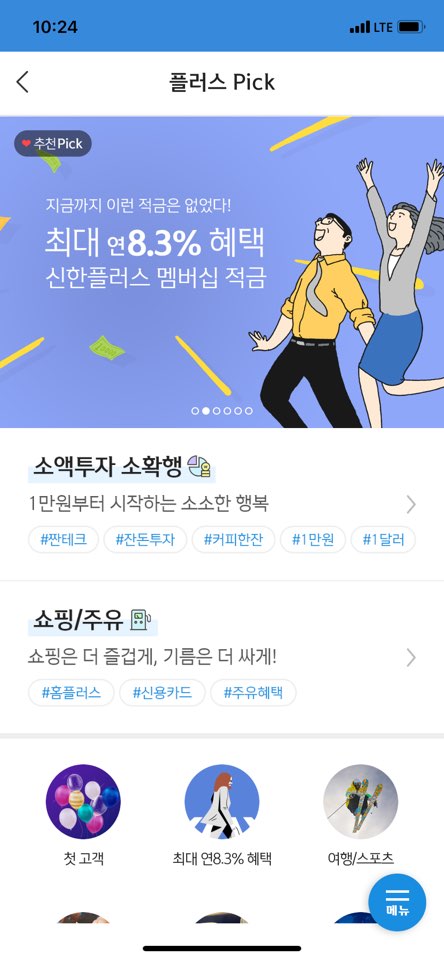 10:24
LTE
플러스 Pick
추천Pick
지금까지 이런 적금은 없었다!
최대 연8.3% 혜택
신한플러스 멤버십 적금
소액투자 소확행
1만원부터 시작하는 소소한 행복
#짠테크 #잔돈투자 #커피한잔 #1만원 #1달러
쇼핑/주유
쇼핑은 더 즐겁게, 기름은 더 싸게!
#홈플러스 #신용카드 #주유혜택
첫 고객 최대 연8.3% 혜택 여행/스포츠
메뉴